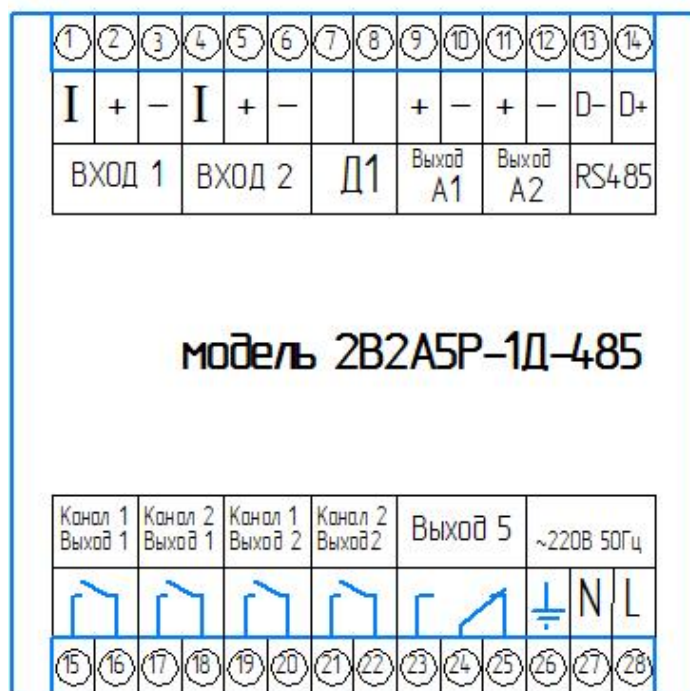 1 2 3 4 5 6 7 8 9 10 11 12 13 14
I + − I + − + − + − D− D+
ВХОД 1 ВХОД 2 Д1 Выход А1 Выход А2 RS485
модель 2В2А5Р–1Д–485
Канал 1 Выход 1 Канал 2 Выход 1 Канал 1 Выход 2 Канал 2 Выход2 Выход 5 ~220В 50Гц
N L
15 16 17 18 19 20 21 22 23 24 25 26 27 28